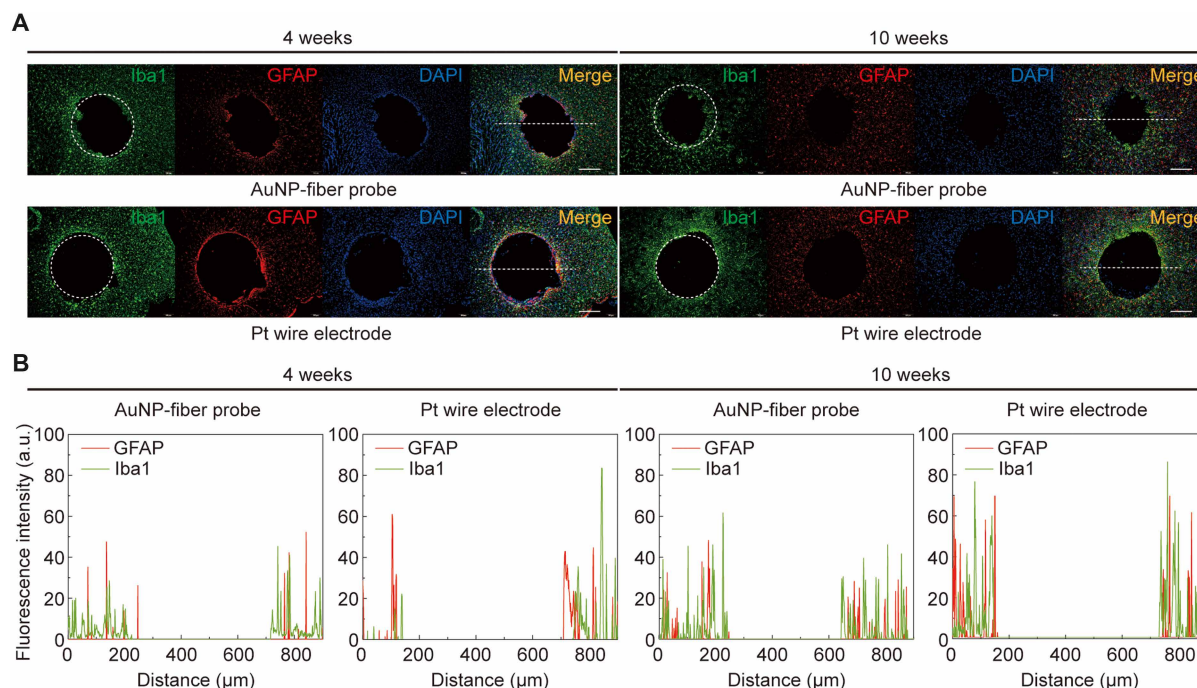 A
4 weeks
10 weeks
Iba1 GFAP DAPI Merge Iba1 GFAP DAPI Merge
AuNP-fiber probe AuNP-fiber probe
Iba1 GFAP DAPI Merge Iba1 GFAP DAPI Merge
Pt wire electrode Pt wire electrode
B
4 weeks
10 weeks
AuNP-fiber probe Pt wire electrode AuNP-fiber probe Pt wire electrode
Fluorescence intensity (a.u.)
100 80 60 40 20 0
GFAP
Iba1
0 200 400 600 800
Distance (µm)
100 80 60 40 20 0
GFAP
Iba1
0 200 400 600 800
Distance (µm)
100 80 60 40 20 0
GFAP
Iba1
0 200 400 600 800
Distance (µm)
100 80 60 40 20 0
GFAP
Iba1
0 200 400 600 800
Distance (µm)